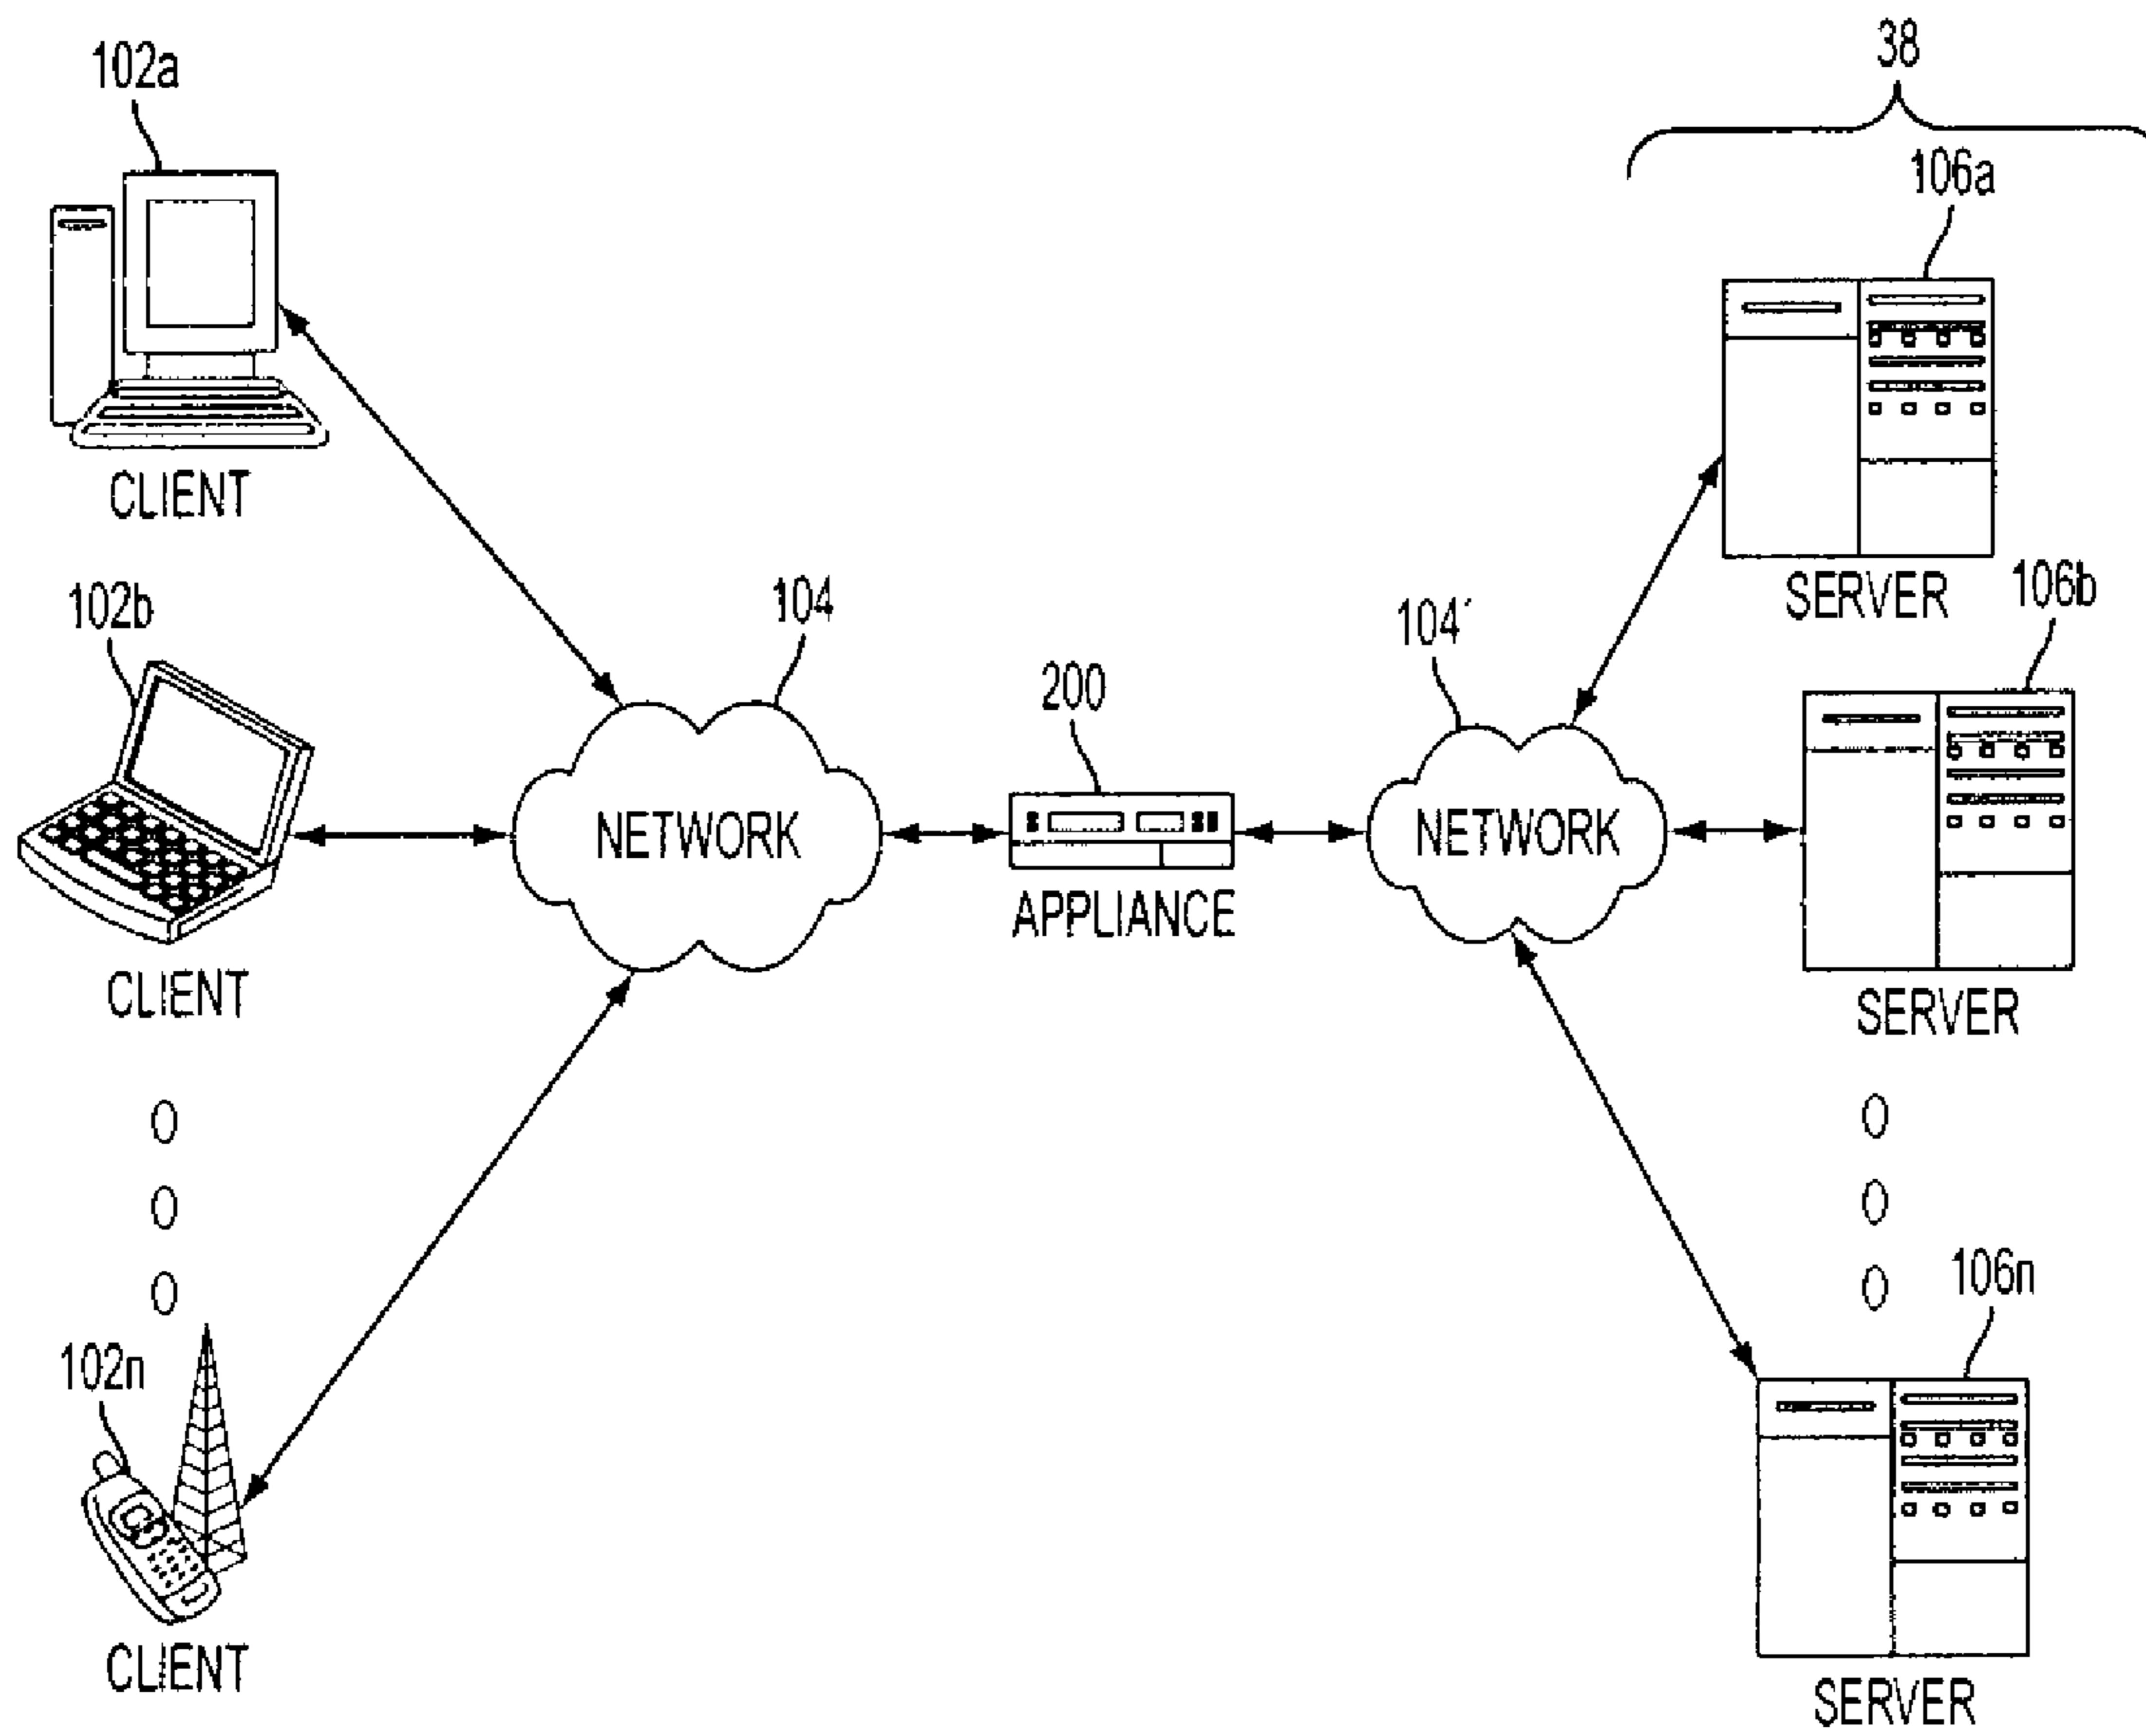 38
102a
106a
CLIENT
SERVER
102b
104
104'
106b
200
NETWORK
NETWORK
APPLIANCE
CLIENT
SERVER
106n
102n
CLIENT
SERVER